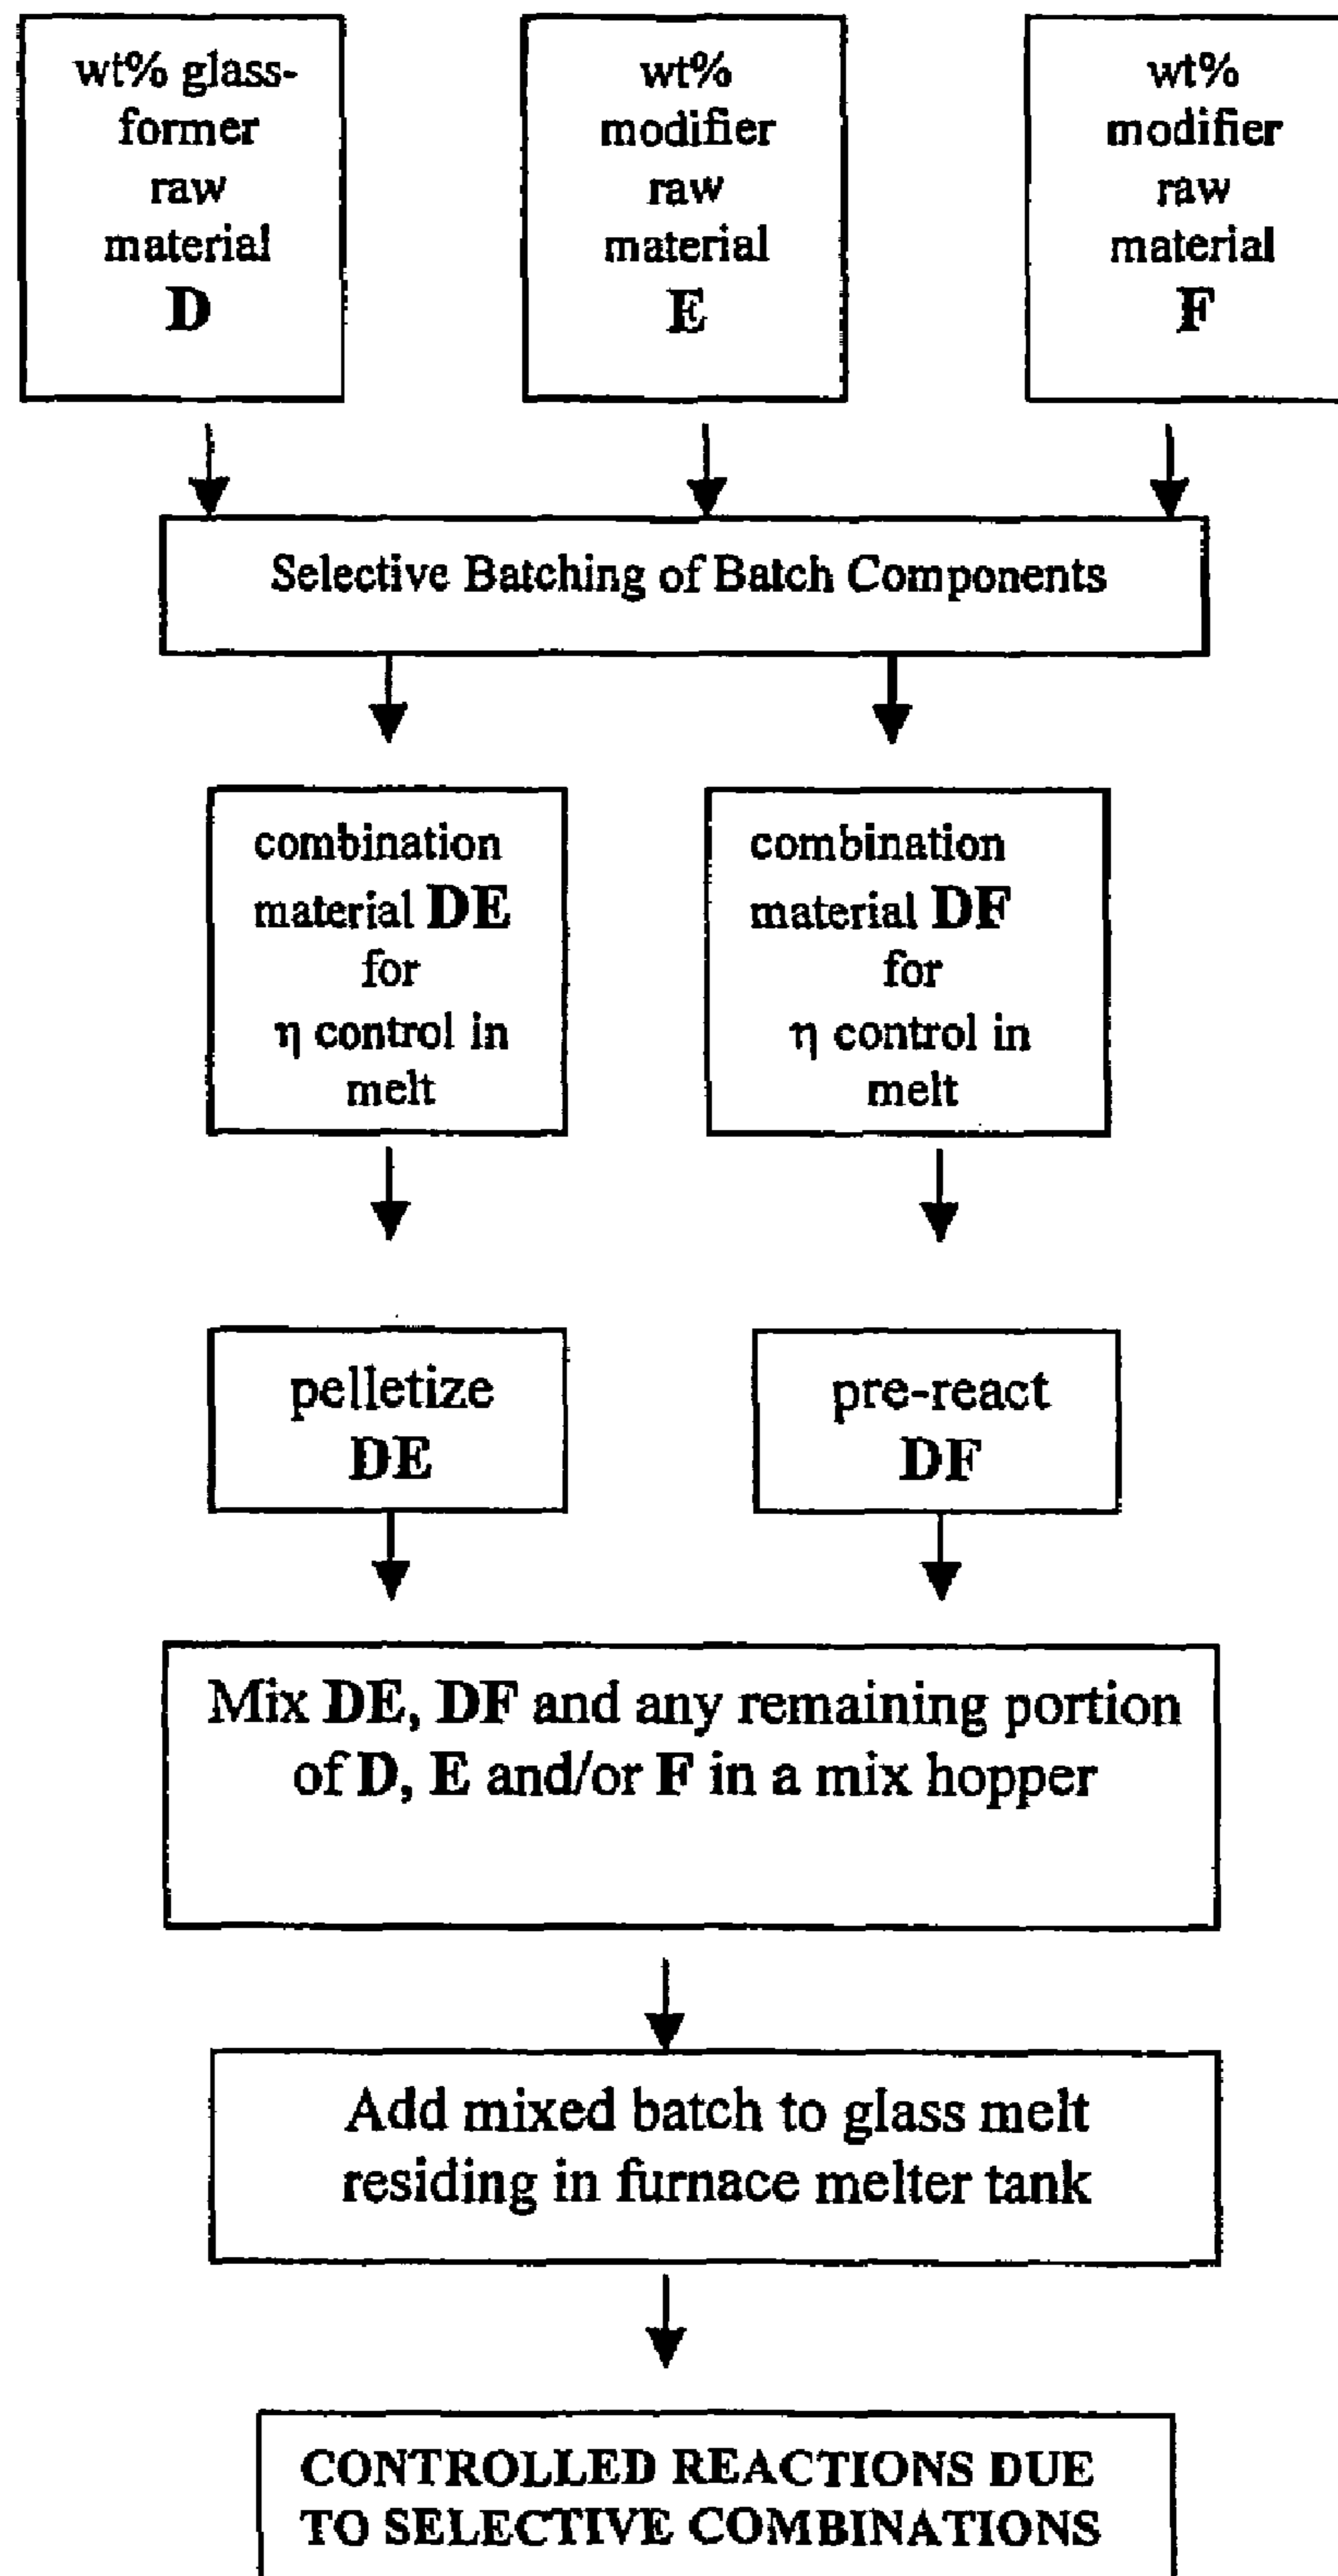 wt% glass-
former
raw
material
D
wt%
modifier
raw
material
E
wt%
modifier
raw
material
F
Selective Batching of Batch Components
combination
material DE
for
η control in
melt
combination
material DF
for
η control in
melt
pelletize
DE
pre-react
DF
Mix DE, DF and any remaining portion
of D, E and/or F in a mix hopper
Add mixed batch to glass melt
residing in furnace melter tank
CONTROLLED REACTIONS DUE
TO SELECTIVE COMBINATIONS